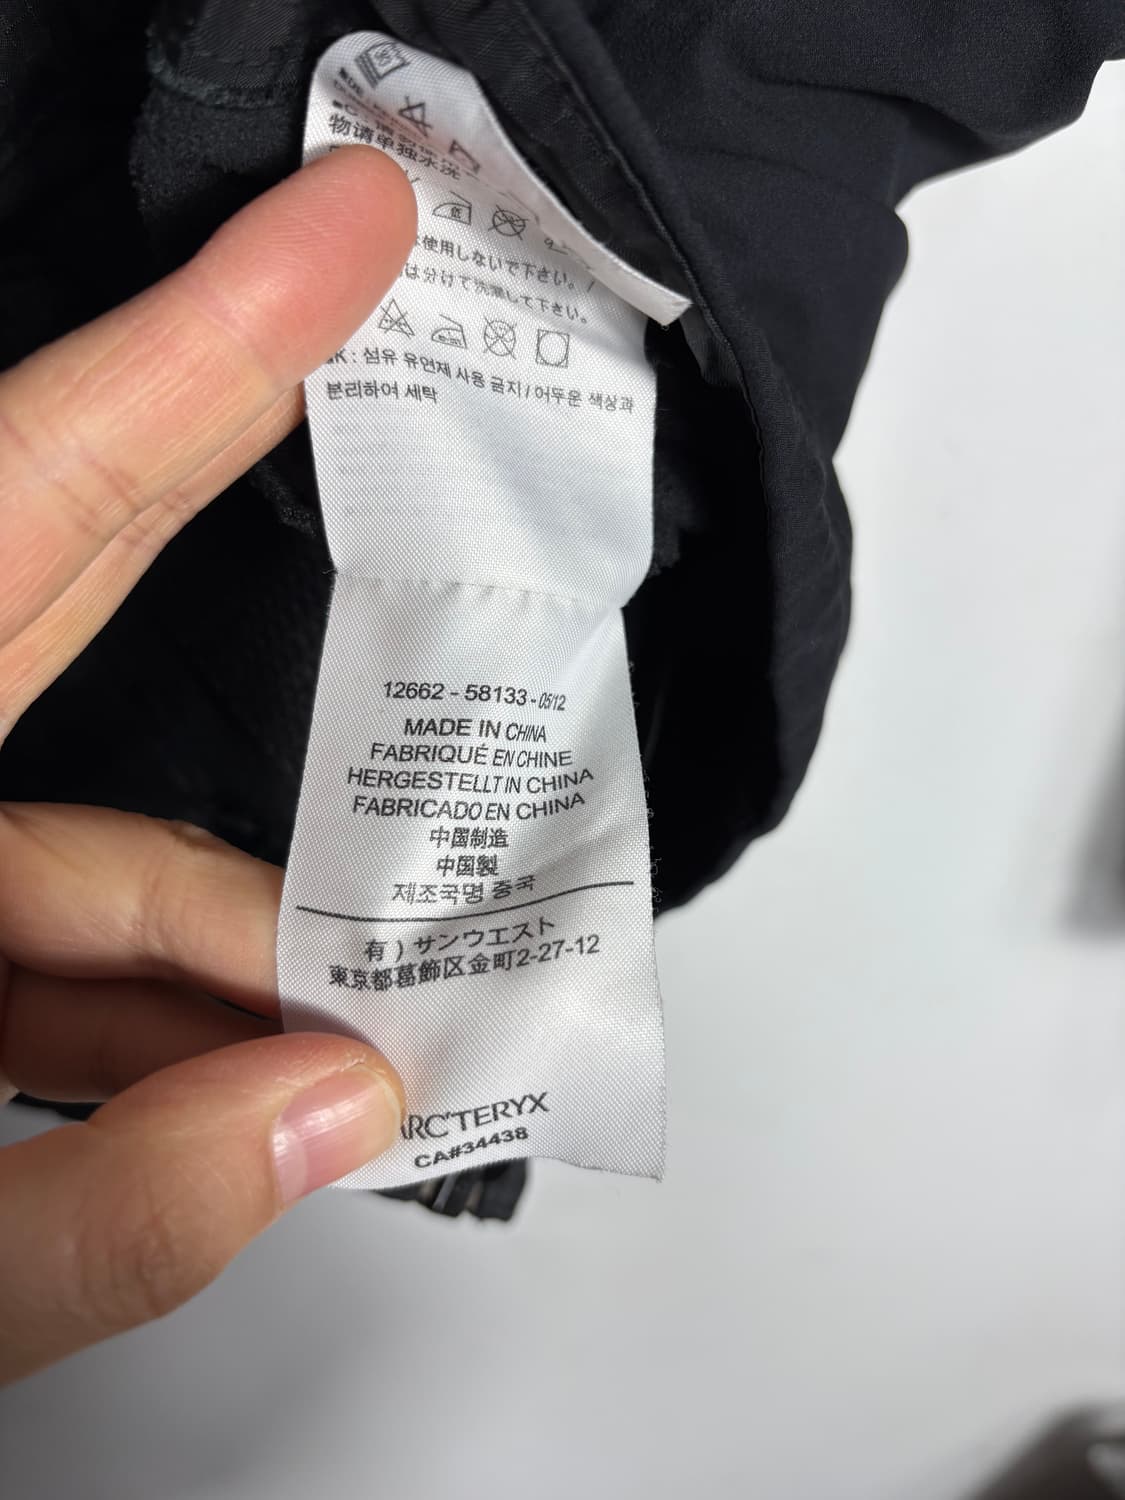 物请单独水洗
使用しないで下さい。/
は分けて洗濯して下さい。
K : 섬유 유연제 사용 금지 / 어두운 색상과
분리하여 세탁
12662 - 58133 - 05/12
MADE IN CHINA
FABRIQUÉ EN CHINE
HERGESTELLT IN CHINA
FABRICADO EN CHINA
中国制造
中国製
제조국명 중국
有 ) サンウエスト
東京都葛飾区金町2-27-12
ARC'TERYX
CA#34438